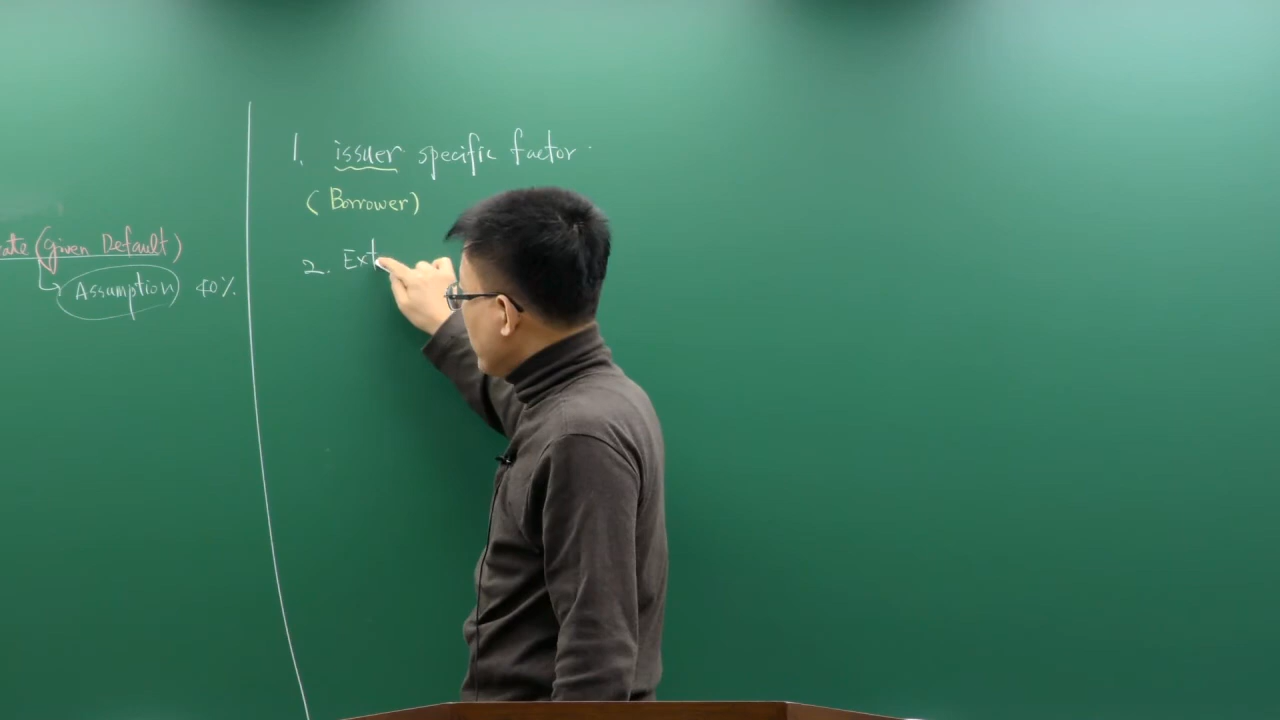 ate (given Default)
Assumption) 40%
1. issuer specific factor.
(Borrower)
2. Ext